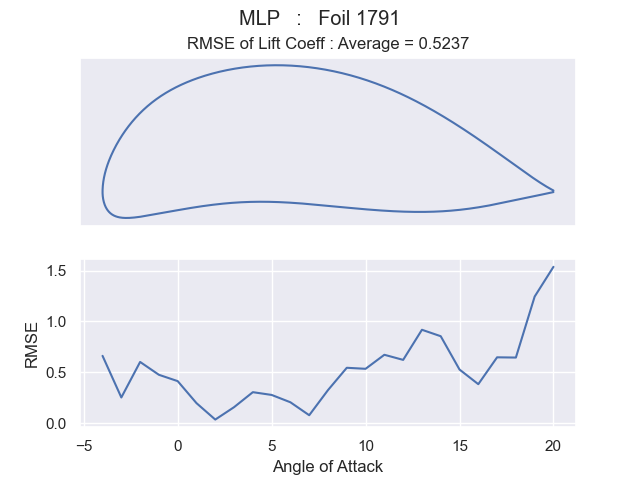 MLP : Foil 1791
RMSE of Lift Coeff : Average = 0.5237
1.5
1.0
0.5
0.0
RMSE
−5 0 5 10 15 20
Angle of Attack